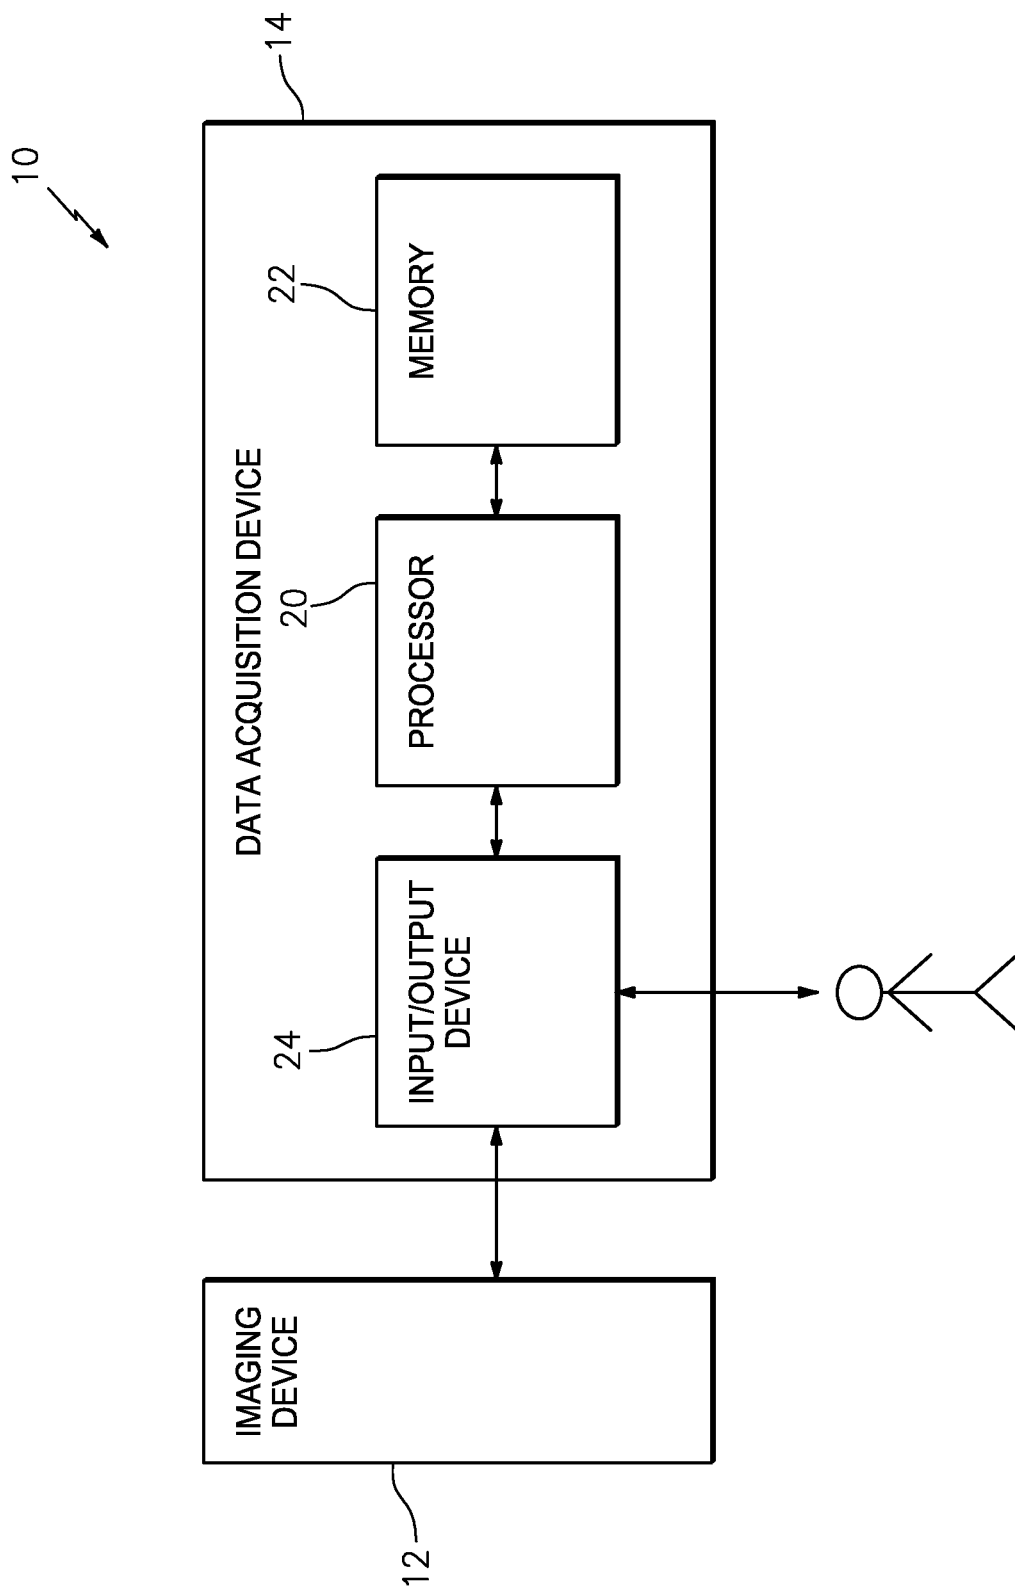 10
14
DATA ACQUISITION DEVICE
12
IMAGING
DEVICE
24
INPUT/OUTPUT
DEVICE
20
PROCESSOR
22
MEMORY